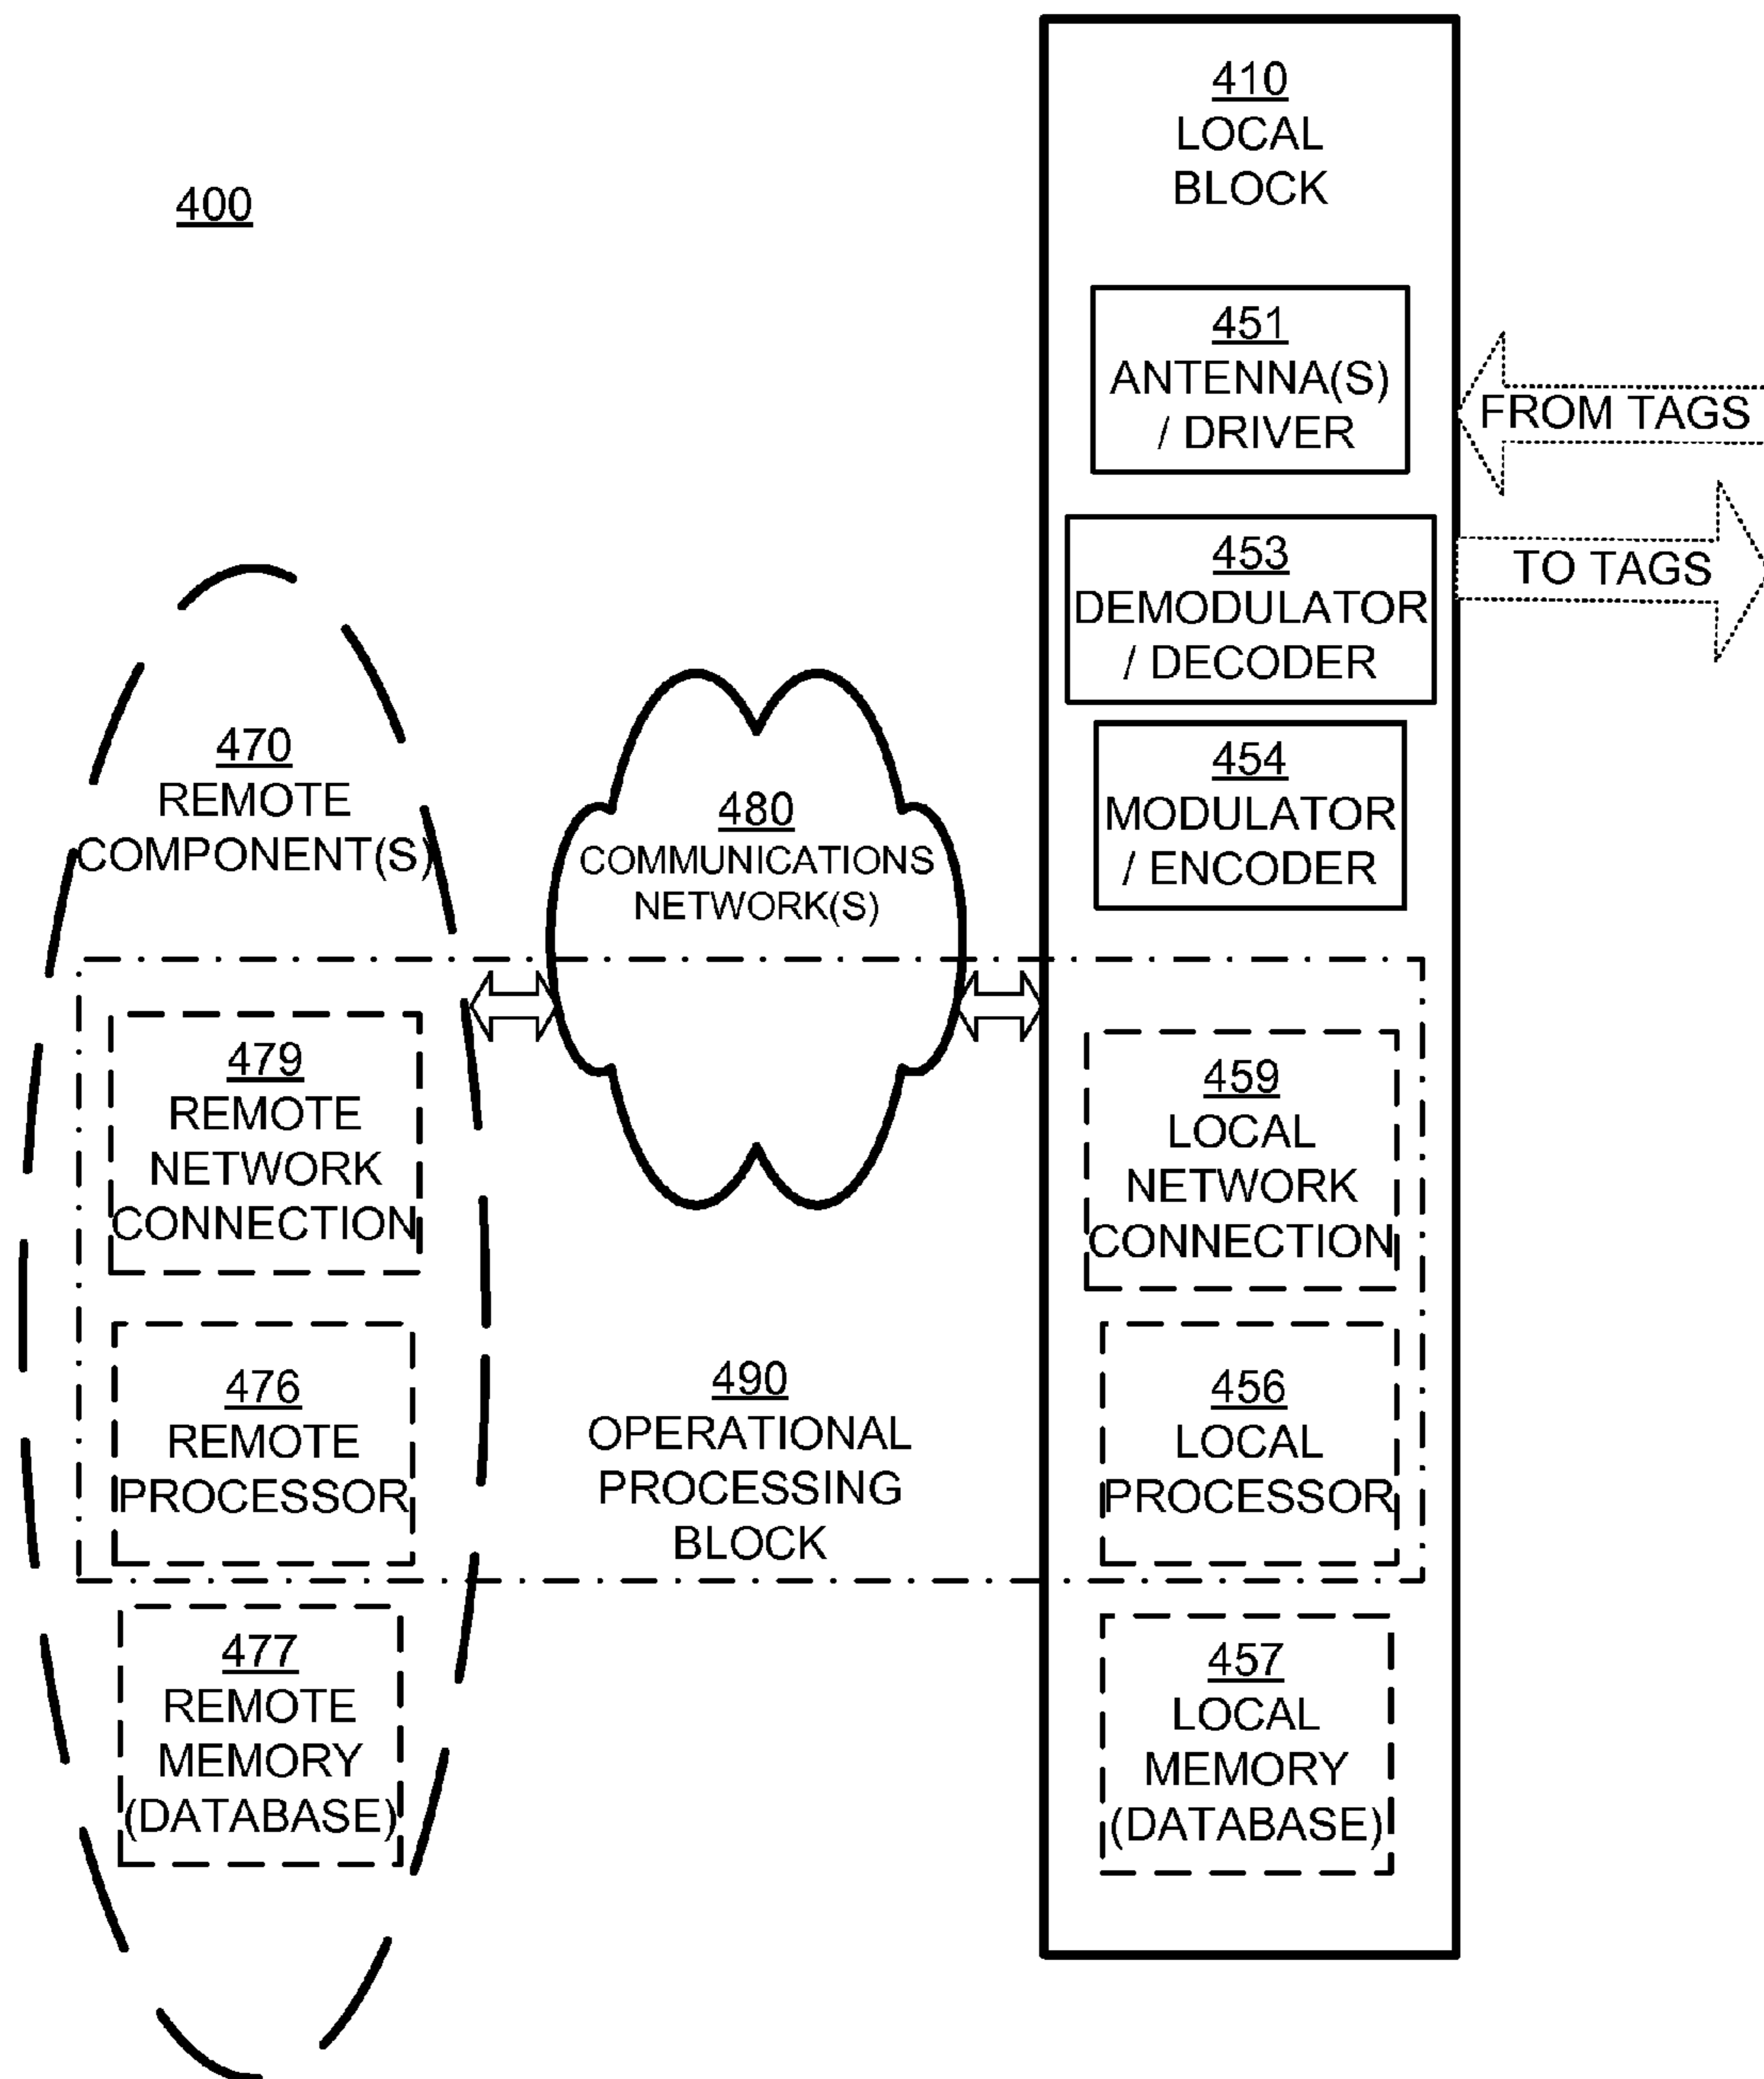 400
410
LOCAL
BLOCK
451
ANTENNA(S)
/ DRIVER
FROM TAGS
453
DEMODULATOR
/ DECODER
TO TAGS
454
MODULATOR
/ ENCODER
470
REMOTE
COMPONENT(S)
480
COMMUNICATIONS
NETWORK(S)
479
REMOTE
NETWORK
CONNECTION
459
LOCAL
NETWORK
CONNECTION
476
REMOTE
PROCESSOR
490
OPERATIONAL
PROCESSING
BLOCK
456
LOCAL
PROCESSOR
477
REMOTE
MEMORY
(DATABASE)
457
LOCAL
MEMORY
(DATABASE)